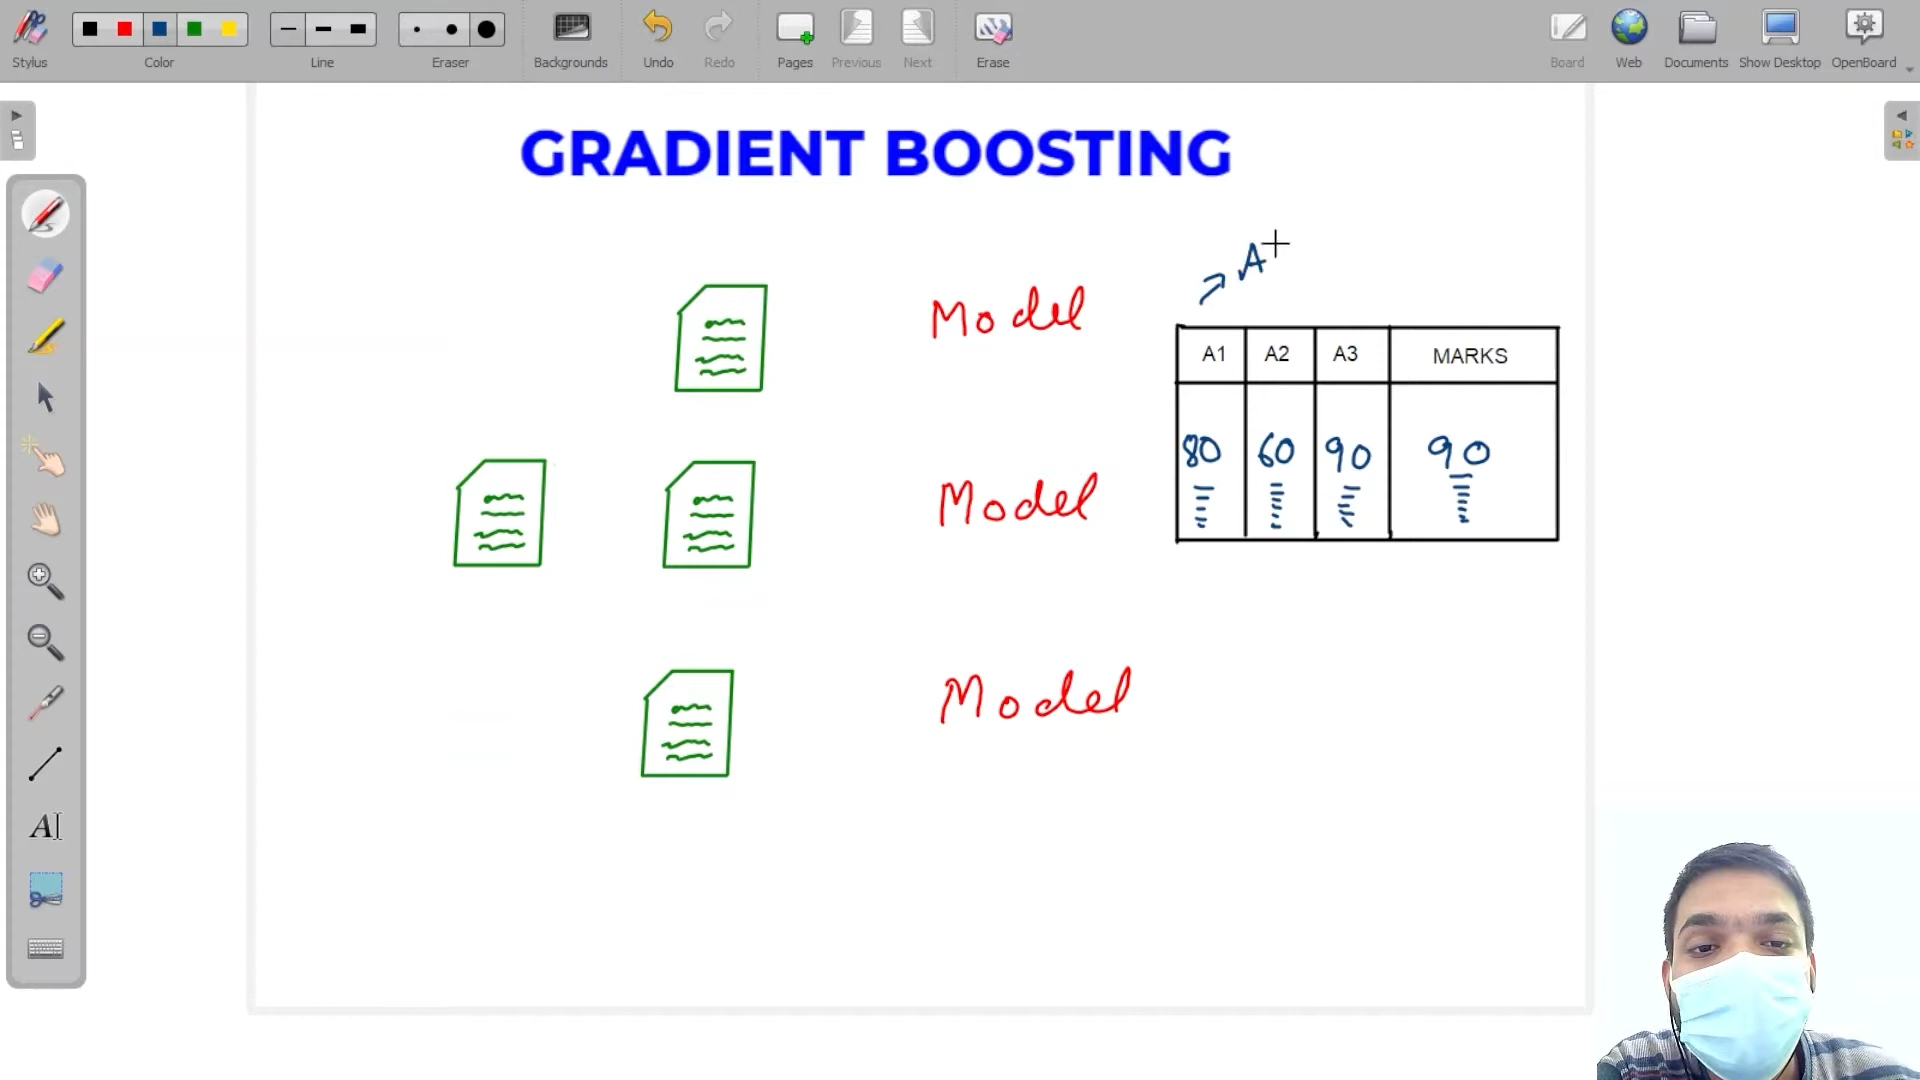 Stylus Color Line Eraser Backgrounds Undo Redo Pages Previous Next Erase Board Web Documents Show Desktop OpenBoard
GRADIENT BOOSTING
A
Model
A1 A2 A3 MARKS
80 60 90 90
Model
Model
A